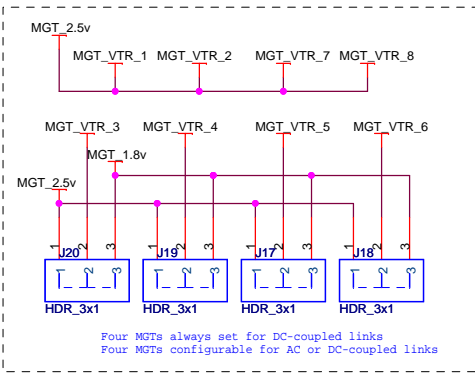 MGT_2.5v
MGT_VTR_1 MGT_VTR_2 MGT_VTR_7 MGT_VTR_8
MGT_VTR_3 MGT_VTR_4 MGT_VTR_5 MGT_VTR_6
MGT_1.8v
MGT_2.5v
1 2 3 1 2 3 1 2 3 1 2 3
J20 J19 J17 J18
1 2 3 1 2 3 1 2 3 1 2 3
HDR_3x1 HDR_3x1 HDR_3x1 HDR_3x1
Four MGTs always set for DC-coupled links
Four MGTs configurable for AC or DC-coupled links